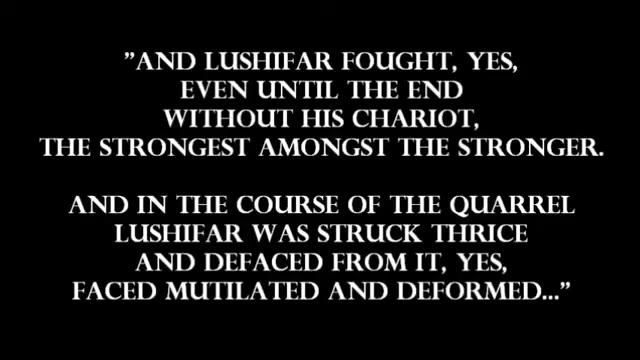 ”AND LUSHIFAR FOUGHT, YES,
EVEN UNTIL THE END
WITHOUT HIS CHARIOT,
THE STRONGEST AMONGST THE STRONGER.
AND IN THE COURSE OF THE QUARREL
LUSHIFAR WAS STRUCK THRICE
AND DEFACED FROM IT, YES,
FACED MUTILATED AND DEFORMED...”